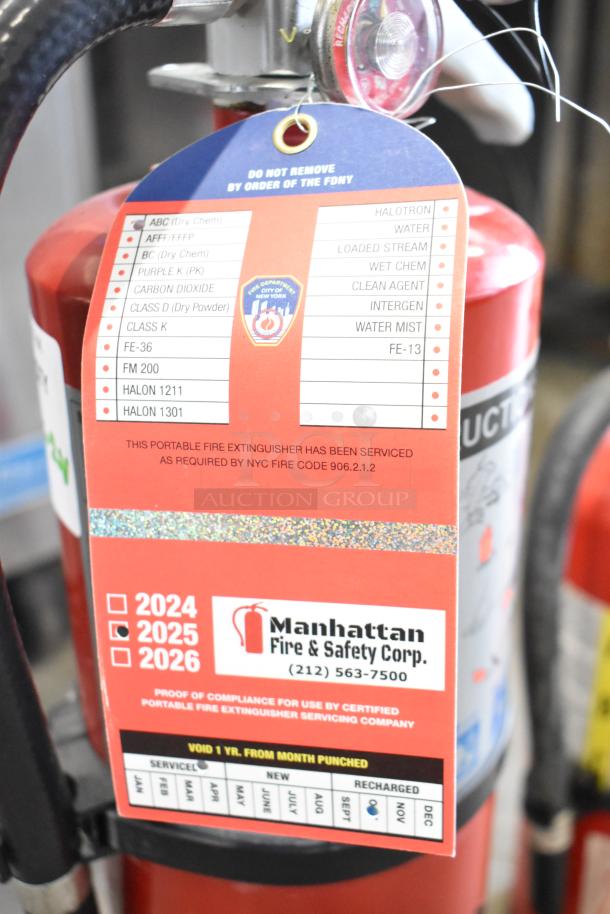 RECHARGE
DO NOT REMOVE
BY ORDER OF THE FDNY
ABC (Dry Chem)
AFFF/FFFP
BC (Dry Chem)
PURPLE K (PK)
CARBON DIOXIDE
CLASS D (Dry Powder)
CLASS K
FE-36
FM 200
HALON 1211
HALON 1301
HALOTRON
WATER
LOADED STREAM
WET CHEM
CLEAN AGENT
INTERGEN
WATER MIST
FE-13
FIRE DEPARTMENT
CITY OF
NEW YORK
UCTI
THIS PORTABLE FIRE EXTINGUISHER HAS BEEN SERVICED
AS REQUIRED BY NYC FIRE CODE 906.2.1.2
PCI
AUCTION GROUP
2024
2025
2026
Manhattan
Fire & Safety Corp.
(212) 563-7500
PROOF OF COMPLIANCE FOR USE BY CERTIFIED
PORTABLE FIRE EXTINGUISHER SERVICING COMPANY
VOID 1 YR. FROM MONTH PUNCHED
SERVICE NEW RECHARGED
JAN FEB MAR APR MAY JUNE JULY AUG SEPT NOV DEC